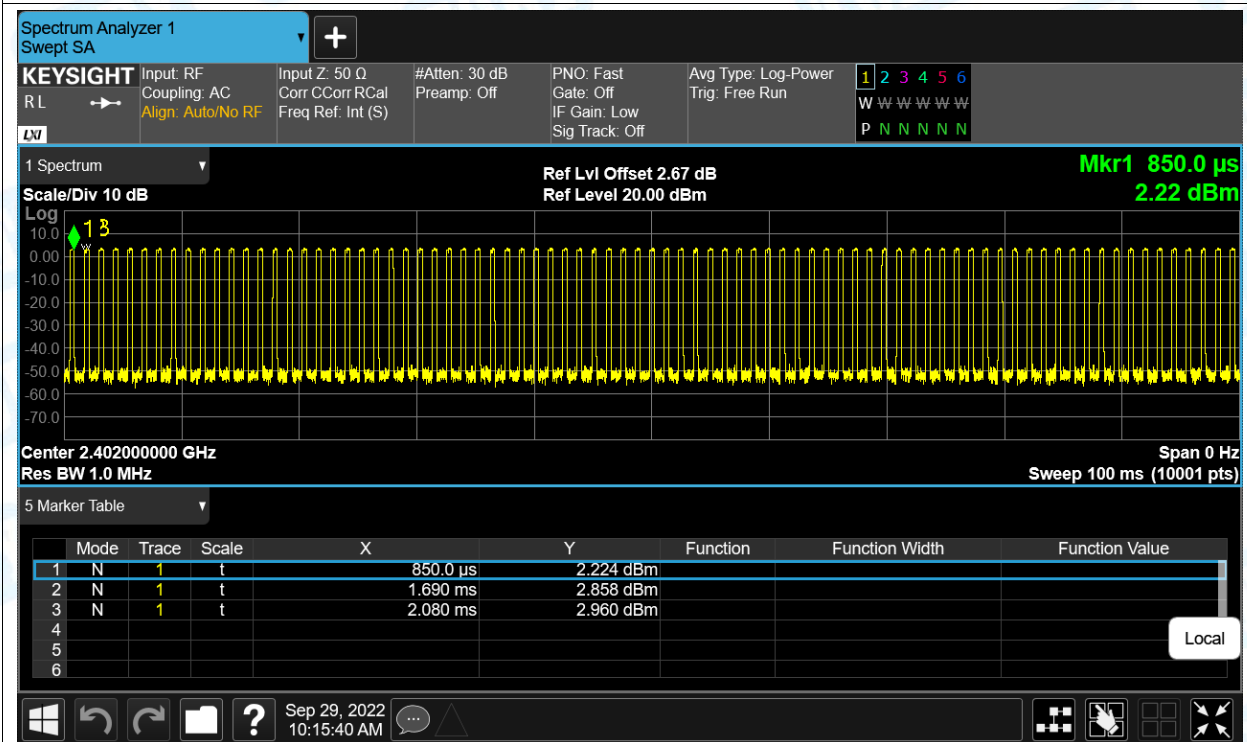 Spectrum Analyzer 1
Swept SA
KEYSIGHT Input: RF Input Z: 50 Ω #Atten: 30 dB PNO: Fast Avg Type: Log-Power 1 2 3 4 5 6
R L Coupling: AC Corr CCorr RCal Preamp: Off Gate: Off Trig: Free Run W W W W W W
Align: Auto/No RF Freq Ref: Int (S) IF Gain: Low
LXI Sig Track: Off P N N N N N
1 Spectrum Ref Lvl Offset 2.67 dB Mkr1 850.0 µs
Scale/Div 10 dB Ref Level 20.00 dBm 2.22 dBm
Log
1 3
10.0
0.00
-10.0
-20.0
-30.0
-40.0
-50.0
-60.0
-70.0
Center 2.402000000 GHz Span 0 Hz
Res BW 1.0 MHz Sweep 100 ms (10001 pts)
5 Marker Table
Mode Trace Scale X Y Function Function Width Function Value
1 N 1 t 850.0 µs 2.224 dBm
2 N 1 t 1.690 ms 2.858 dBm
3 N 1 t 2.080 ms 2.960 dBm
4
5
6
Local
? Sep 29, 2022
10:15:40 AM